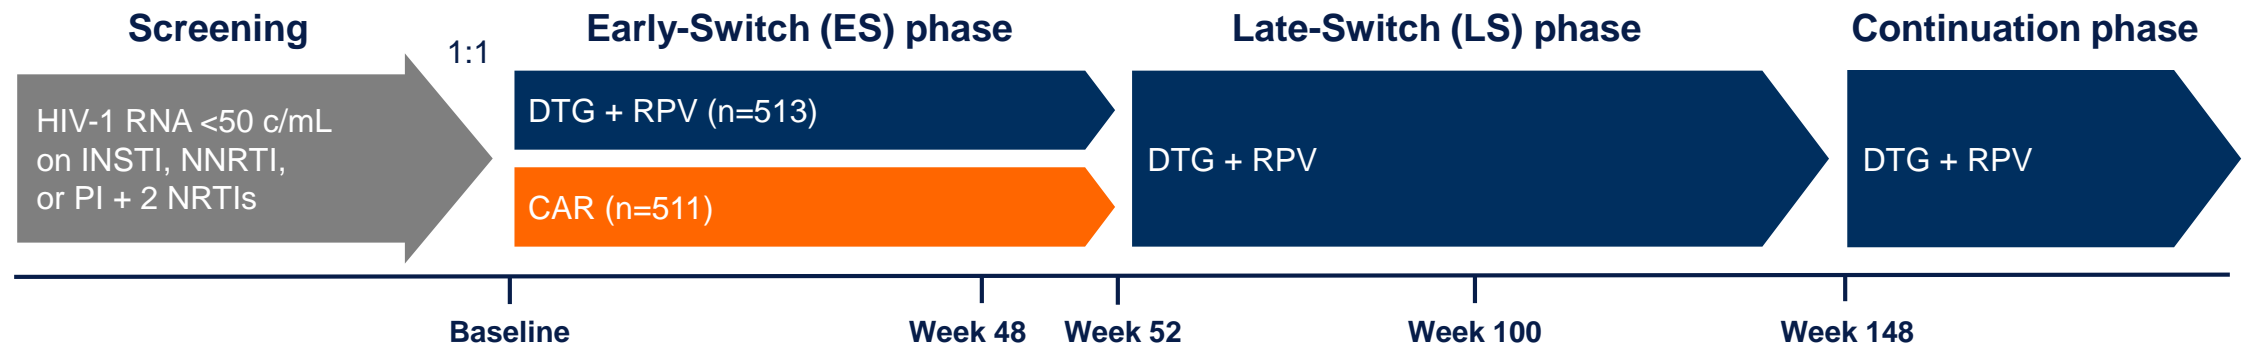 Screening
1:1
Early-Switch (ES) phase
Late-Switch (LS) phase
Continuation phase
HIV-1 RNA <50 c/mL
on INSTI, NNRTI,
or PI + 2 NRTIs
DTG + RPV (n=513)
CAR (n=511)
DTG + RPV
DTG + RPV
Baseline
Week 48
Week 52
Week 100
Week 148